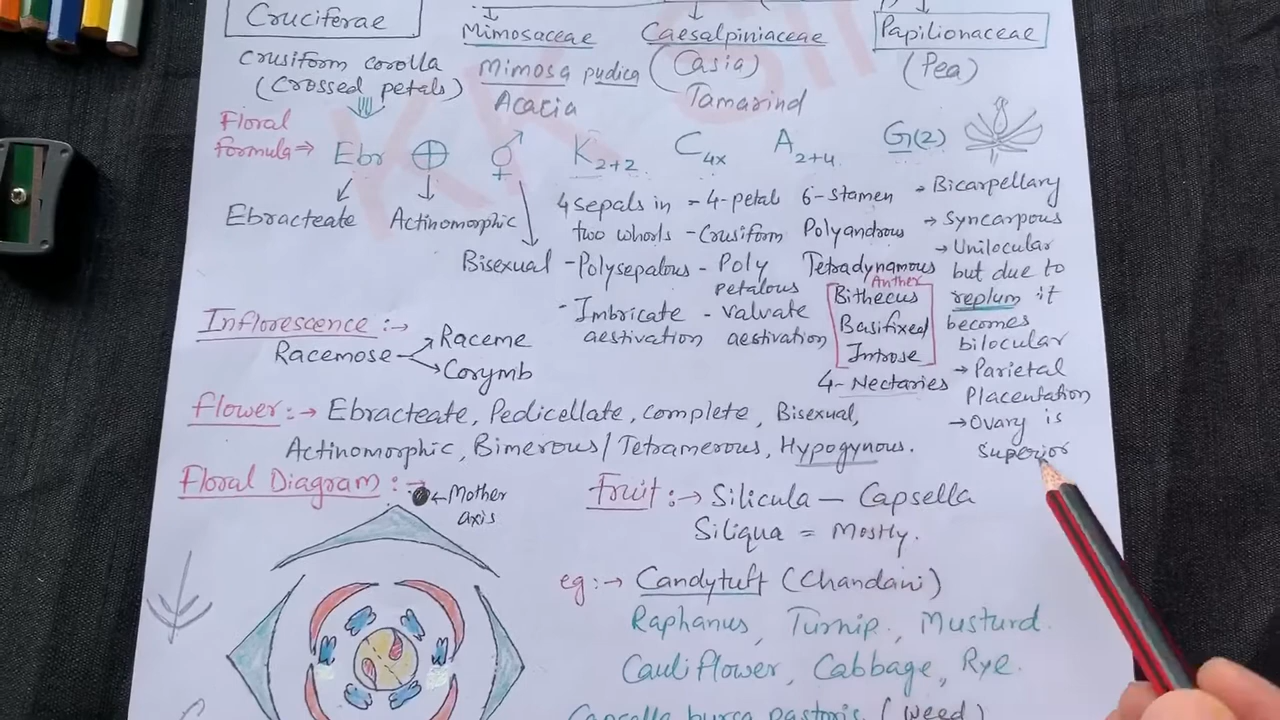 Cruciferae
Mimosaceae Caesalpiniaceae Papilionaceae
Crusiform corolla
(Crossed petals)
Mimosa pudica (Casia) (Pea)
Acacia Tamarind
Floral formula → Ebr ⊕ ⚥ K2+2 C4x A2+4 G(2)
Ebracteate Actinomorphic
Bisexual
4 sepals in
two whorls
- Polysepalous
- Imbricate
aestivation
- 4-petal
- Crusiform
- Poly
petalous
- valvate
aestivation
6-stamen
Polyandrous
Tetradynamous
Anther
Bithecus
Basifixed
Introse
4-Nectaries
→ Bicarpellary
→ Syncarpous
→ Unilocular
but due to
replum it
becomes
bilocular
→ Parietal
Placentation
→ Ovary is
Superior
Inflorescence :→
Racemose → Raceme
→ Corymb
Flower :→ Ebracteate, Pedicellate, complete, Bisexual,
Actinomorphic, Bimerous/Tetramerous, Hypogynous.
Floral Diagram :→
← Mother
axis
Fruit :→ Silicula — Capsella
Siliqua = Mostly.
eg :→ Candytuft (Chandani)
Raphanus, Turnip, Musturd.
Cauliflower, Cabbage, Rye.
Capsella bursa pastoris (weed)